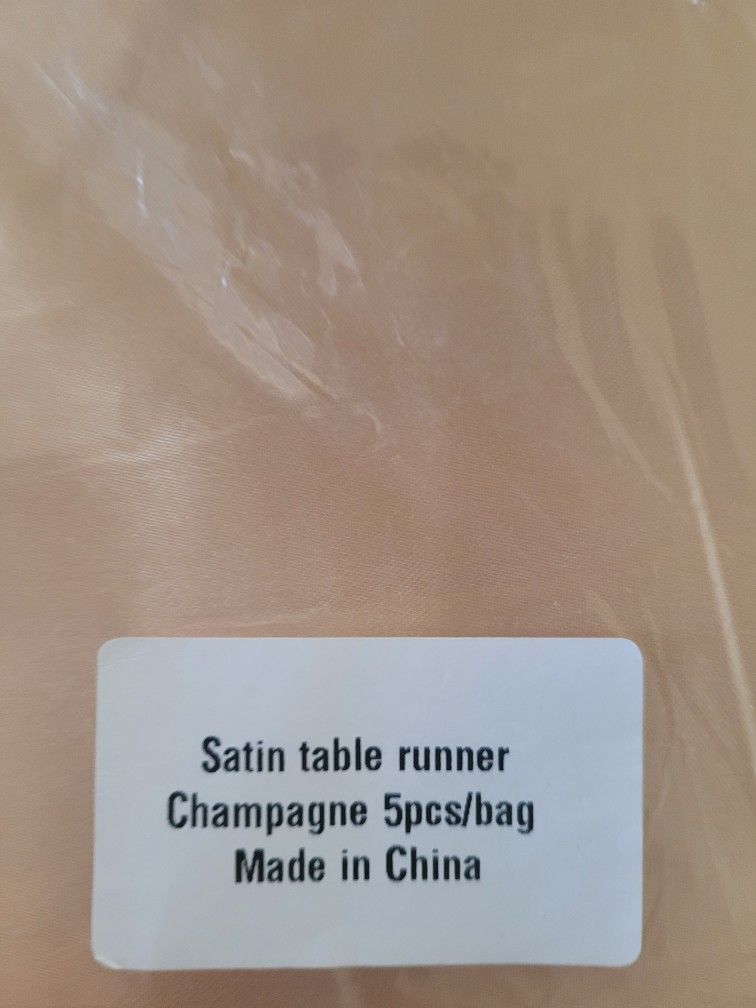 Satin table runner
Champagne 5pcs/bag
Made in China